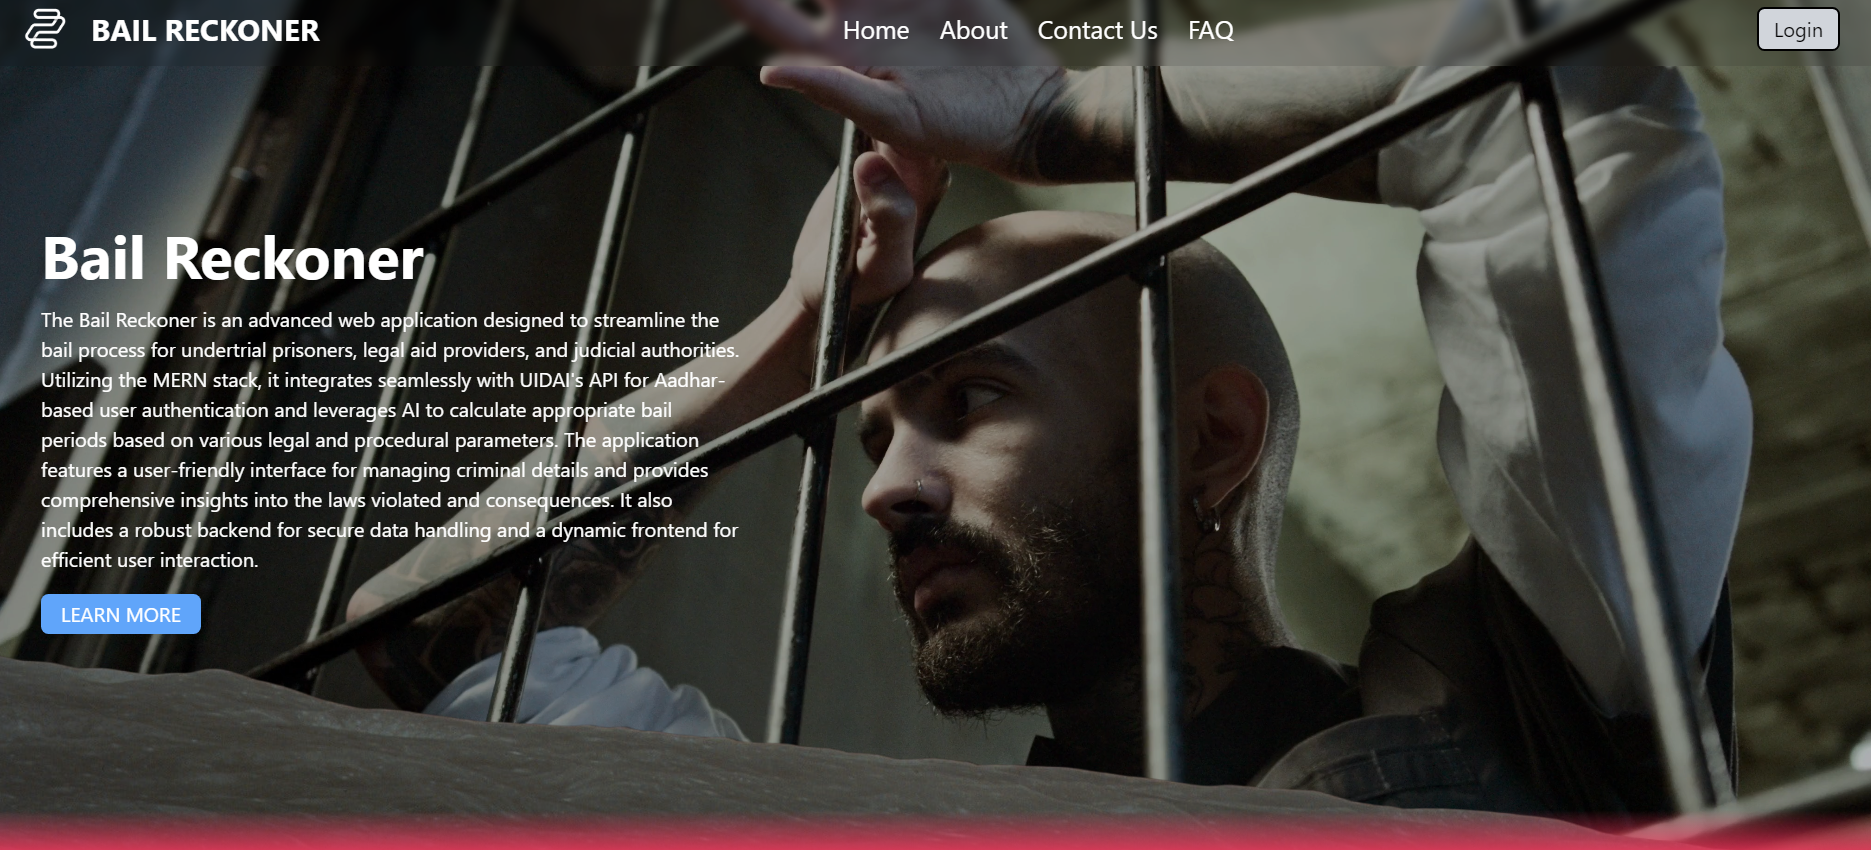 BAIL RECKONER
Home About Contact Us FAQ
Login
Bail Reckoner
The Bail Reckoner is an advanced web application designed to streamline the
bail process for undertrial prisoners, legal aid providers, and judicial authorities.
Utilizing the MERN stack, it integrates seamlessly with UIDAI's API for Aadhar-
based user authentication and leverages AI to calculate appropriate bail
periods based on various legal and procedural parameters. The application
features a user-friendly interface for managing criminal details and provides
comprehensive insights into the laws violated and consequences. It also
includes a robust backend for secure data handling and a dynamic frontend for
efficient user interaction.
LEARN MORE